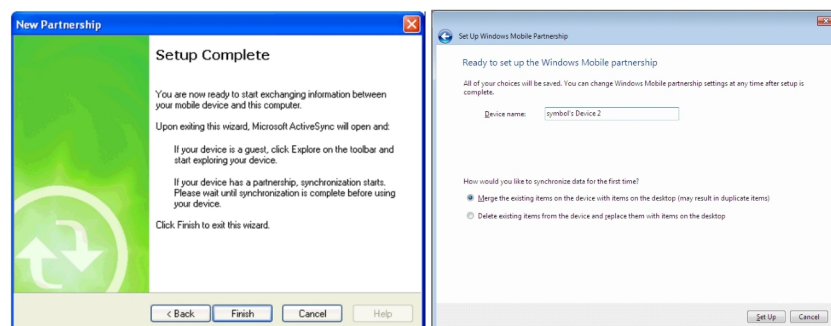 New Partnership
Setup Complete
You are now ready to start exchanging information between
your mobile device and this computer.
Upon exiting this wizard, Microsoft ActiveSync will open and:
If your device is a guest, click Explore on the toolbar and
start exploring your device.
If your device has a partnership, synchronization starts.
Please wait until synchronization is complete before using
your device.
Click Finish to exit this wizard.
< Back
Finish
Cancel
Help
Set Up Windows Mobile Partnership
Ready to set up the Windows Mobile partnership
All of your choices will be saved. You can change Windows Mobile partnership settings at any time after setup is
complete.
Device name: symbol's Device 2
How would you like to synchronize data for the first time?
Merge the existing items on the device with items on the desktop (may result in duplicate items)
Delete existing items from the device and replace them with items on the desktop
Set Up
Cancel